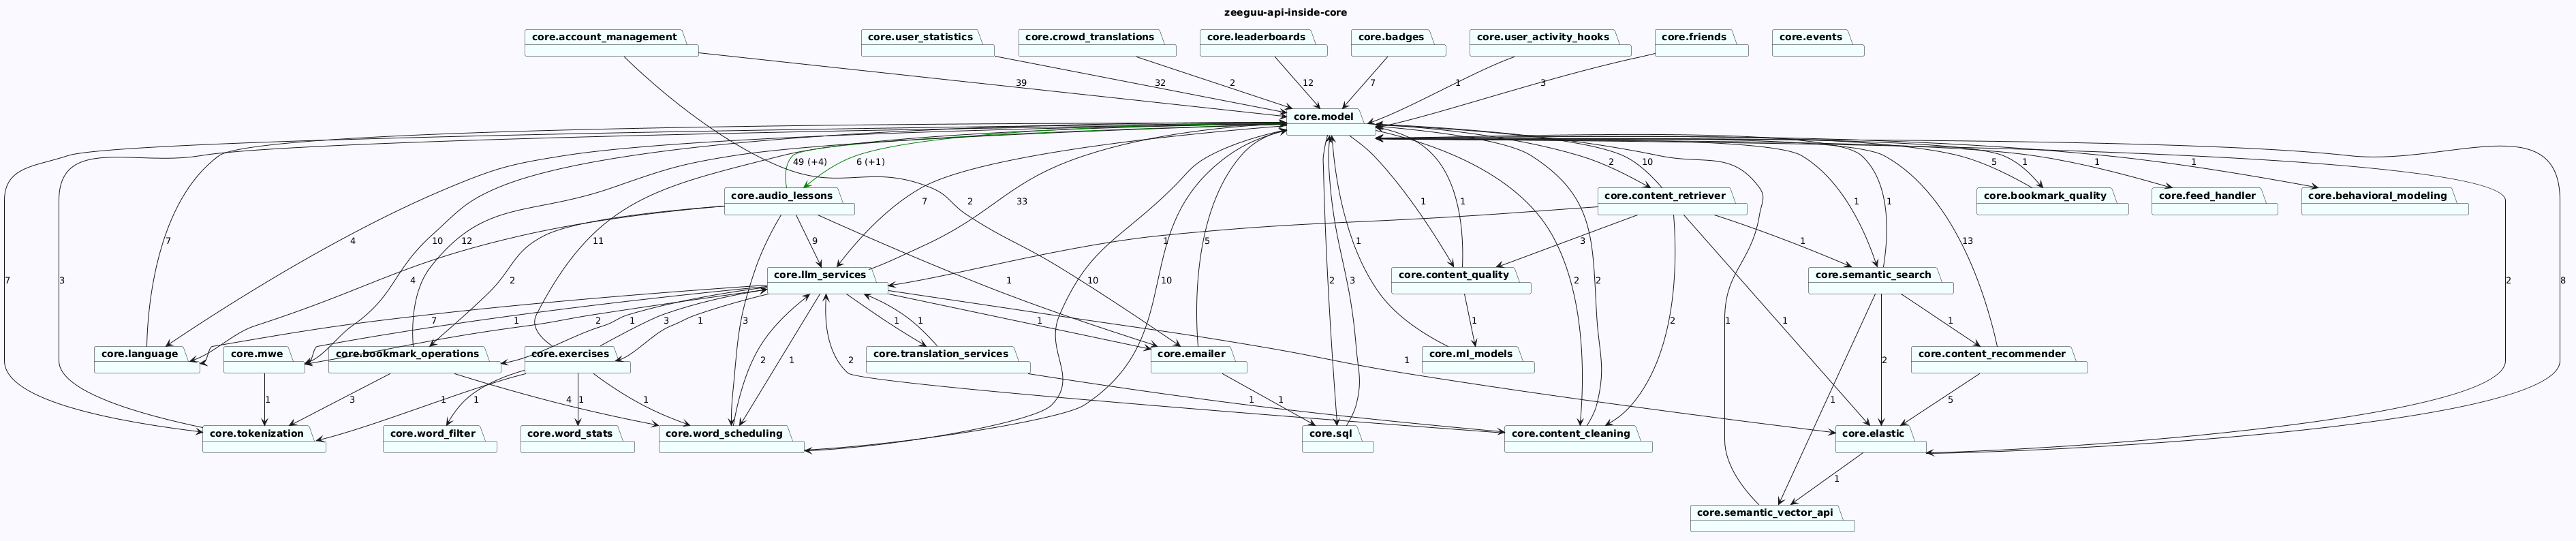 zeeguu-api-inside-core
core.account_management
core.user_statistics
core.crowd_translations
core.leaderboards
core.badges
core.user_activity_hooks
core.friends
core.events
39
32
2
12
7
1
3
core.model
49 (+4)
6 (+1)
2
10
5
1
1
1
core.audio_lessons
core.content_retriever
core.bookmark_quality
core.feed_handler
core.behavioral_modeling
2
7
33
1
1
1
1
7
4
10
12
11
2
9
1
5
1
3
1
13
core.llm_services
core.content_quality
core.semantic_search
7
3
4
3
10
10
2
3
2
2
2
1
2
8
7
1
2
1
3
1
1
1
1
1
1
core.language
core.mwe
core.bookmark_operations
core.exercises
core.translation_services
core.emailer
core.ml_models
core.content_recommender
2
1
2
1
2
1
1
3
4
1
1
1
1
1
1
1
5
core.tokenization
core.word_filter
core.word_stats
core.word_scheduling
core.sql
core.content_cleaning
core.elastic
1
core.semantic_vector_api